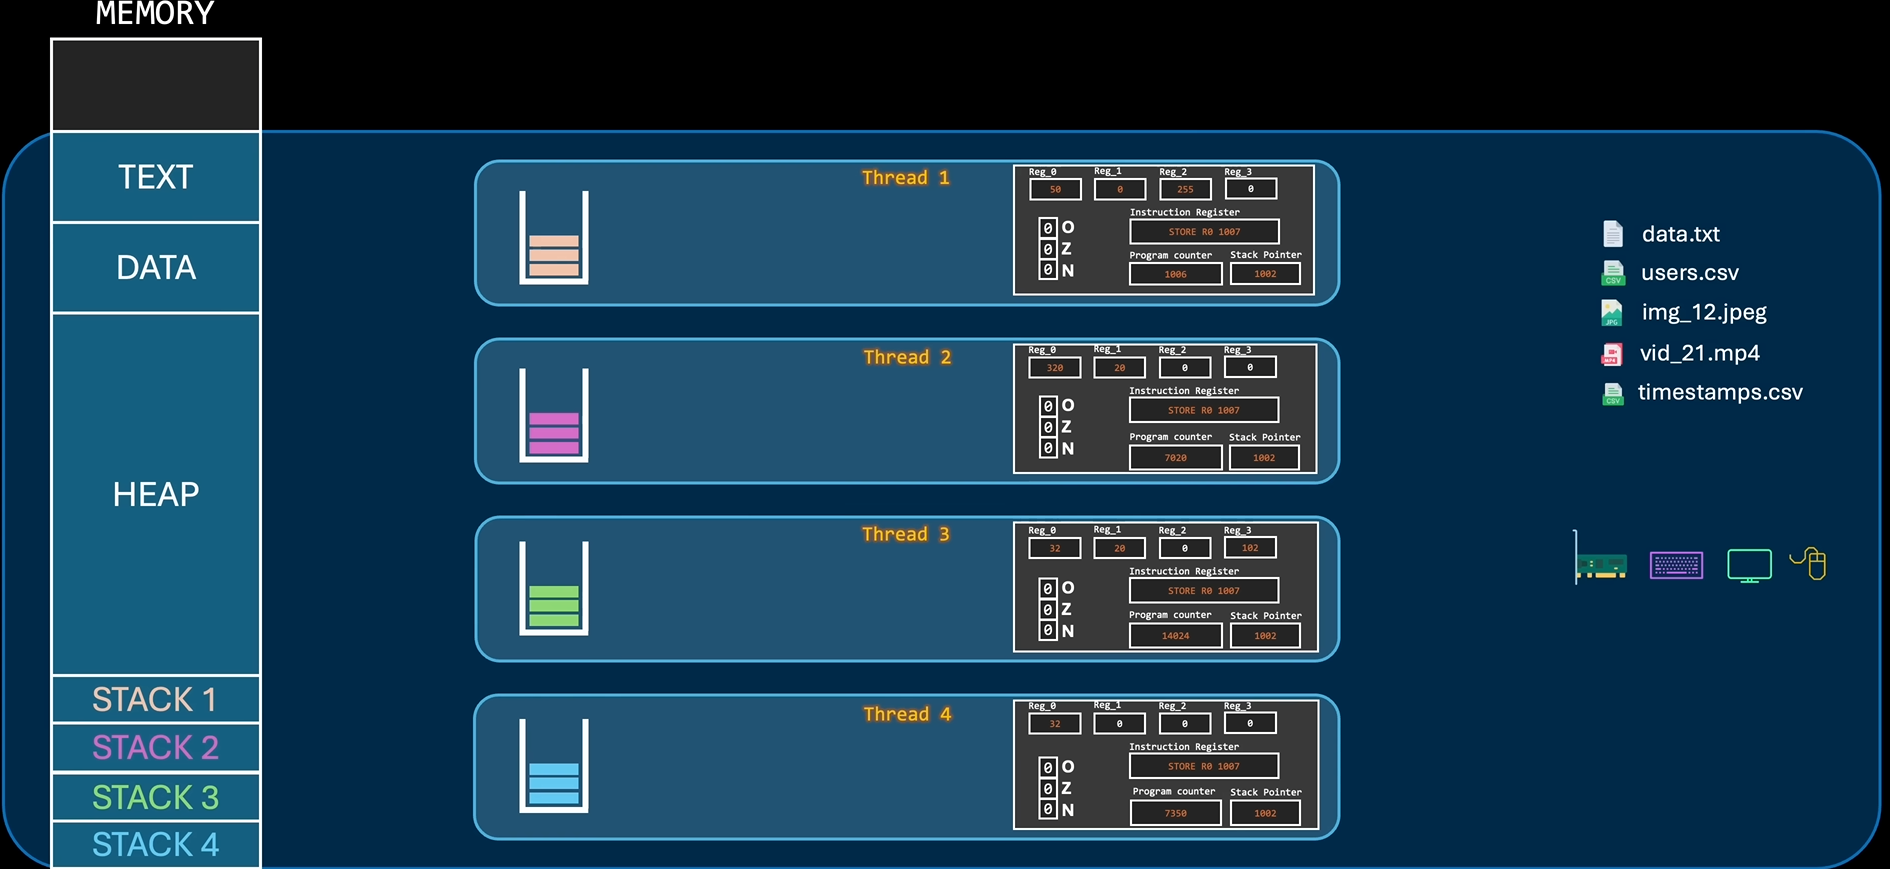 MEMORY
TEXT
DATA
HEAP
STACK 1
STACK 2
STACK 3
STACK 4
Thread 1
Reg_0 Reg_1 Reg_2 Reg_3
50 0 255 0
0 O
0 Z
0 N
Instruction Register
STORE R0 1007
Program counter Stack Pointer
1006 1002
Thread 2
Reg_0 Reg_1 Reg_2 Reg_3
320 20 0 0
0 O
0 Z
0 N
Instruction Register
STORE R0 1007
Program counter Stack Pointer
7020 1002
Thread 3
Reg_0 Reg_1 Reg_2 Reg_3
32 20 0 102
0 O
0 Z
0 N
Instruction Register
STORE R0 1007
Program counter Stack Pointer
14024 1002
Thread 4
Reg_0 Reg_1 Reg_2 Reg_3
32 0 0 0
0 O
0 Z
0 N
Instruction Register
STORE R0 1007
Program counter Stack Pointer
7350 1002
data.txt
CSV users.csv
JPG img_12.jpeg
MP4 vid_21.mp4
CSV timestamps.csv